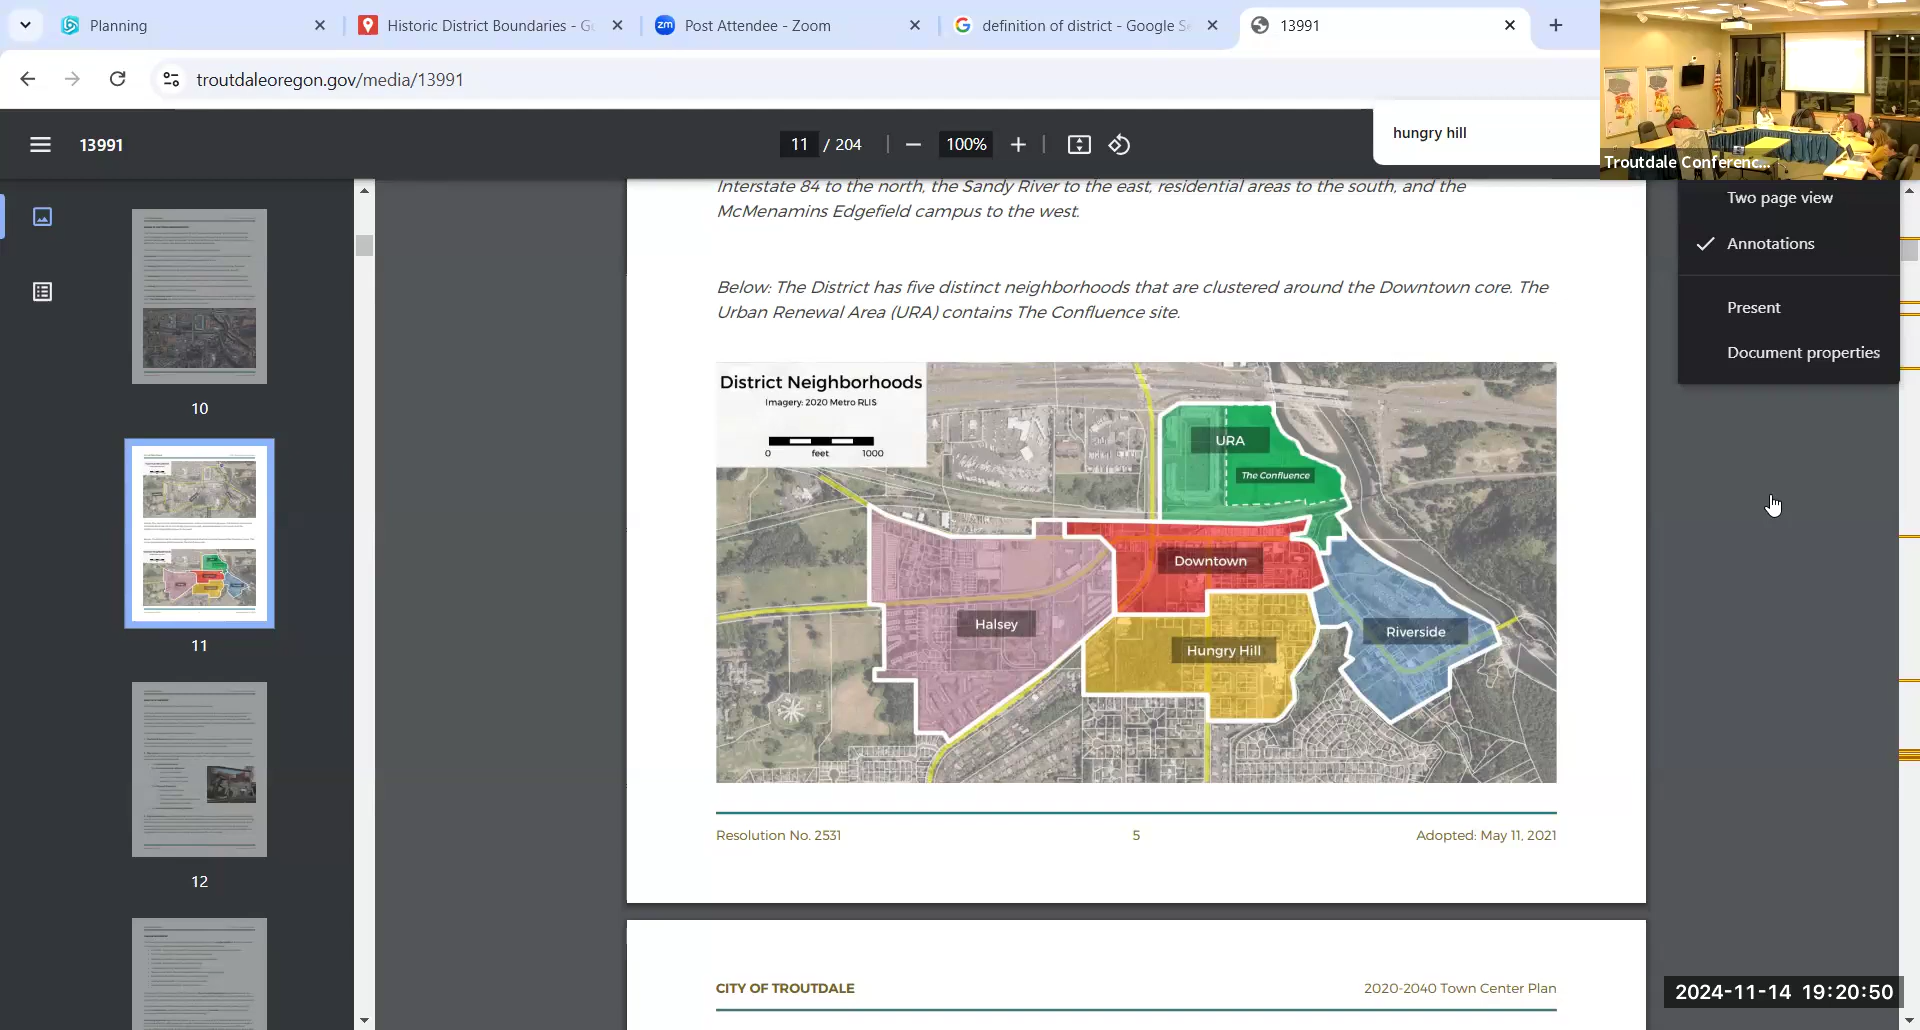 Planning
Historic District Boundaries - G
Post Attendee - Zoom
definition of district - Google Se
13991
troutdaleoregon.gov/media/13991
13991
11 / 204
100%
hungry hill
Troutdale Conferenc...
Two page view
Annotations
Present
Document properties
10
11
12
Interstate 84 to the north, the Sandy River to the east, residential areas to the south, and the
McMenamins Edgefield campus to the west.
Below: The District has five distinct neighborhoods that are clustered around the Downtown core. The
Urban Renewal Area (URA) contains The Confluence site.
District Neighborhoods
Imagery: 2020 Metro RLIS
0 feet 1000
URA
The Confluence
Downtown
Halsey
Hungry Hill
Riverside
Resolution No. 2531
5
Adopted: May 11, 2021
CITY OF TROUTDALE
2020-2040 Town Center Plan
2024-11-14 19:20:50